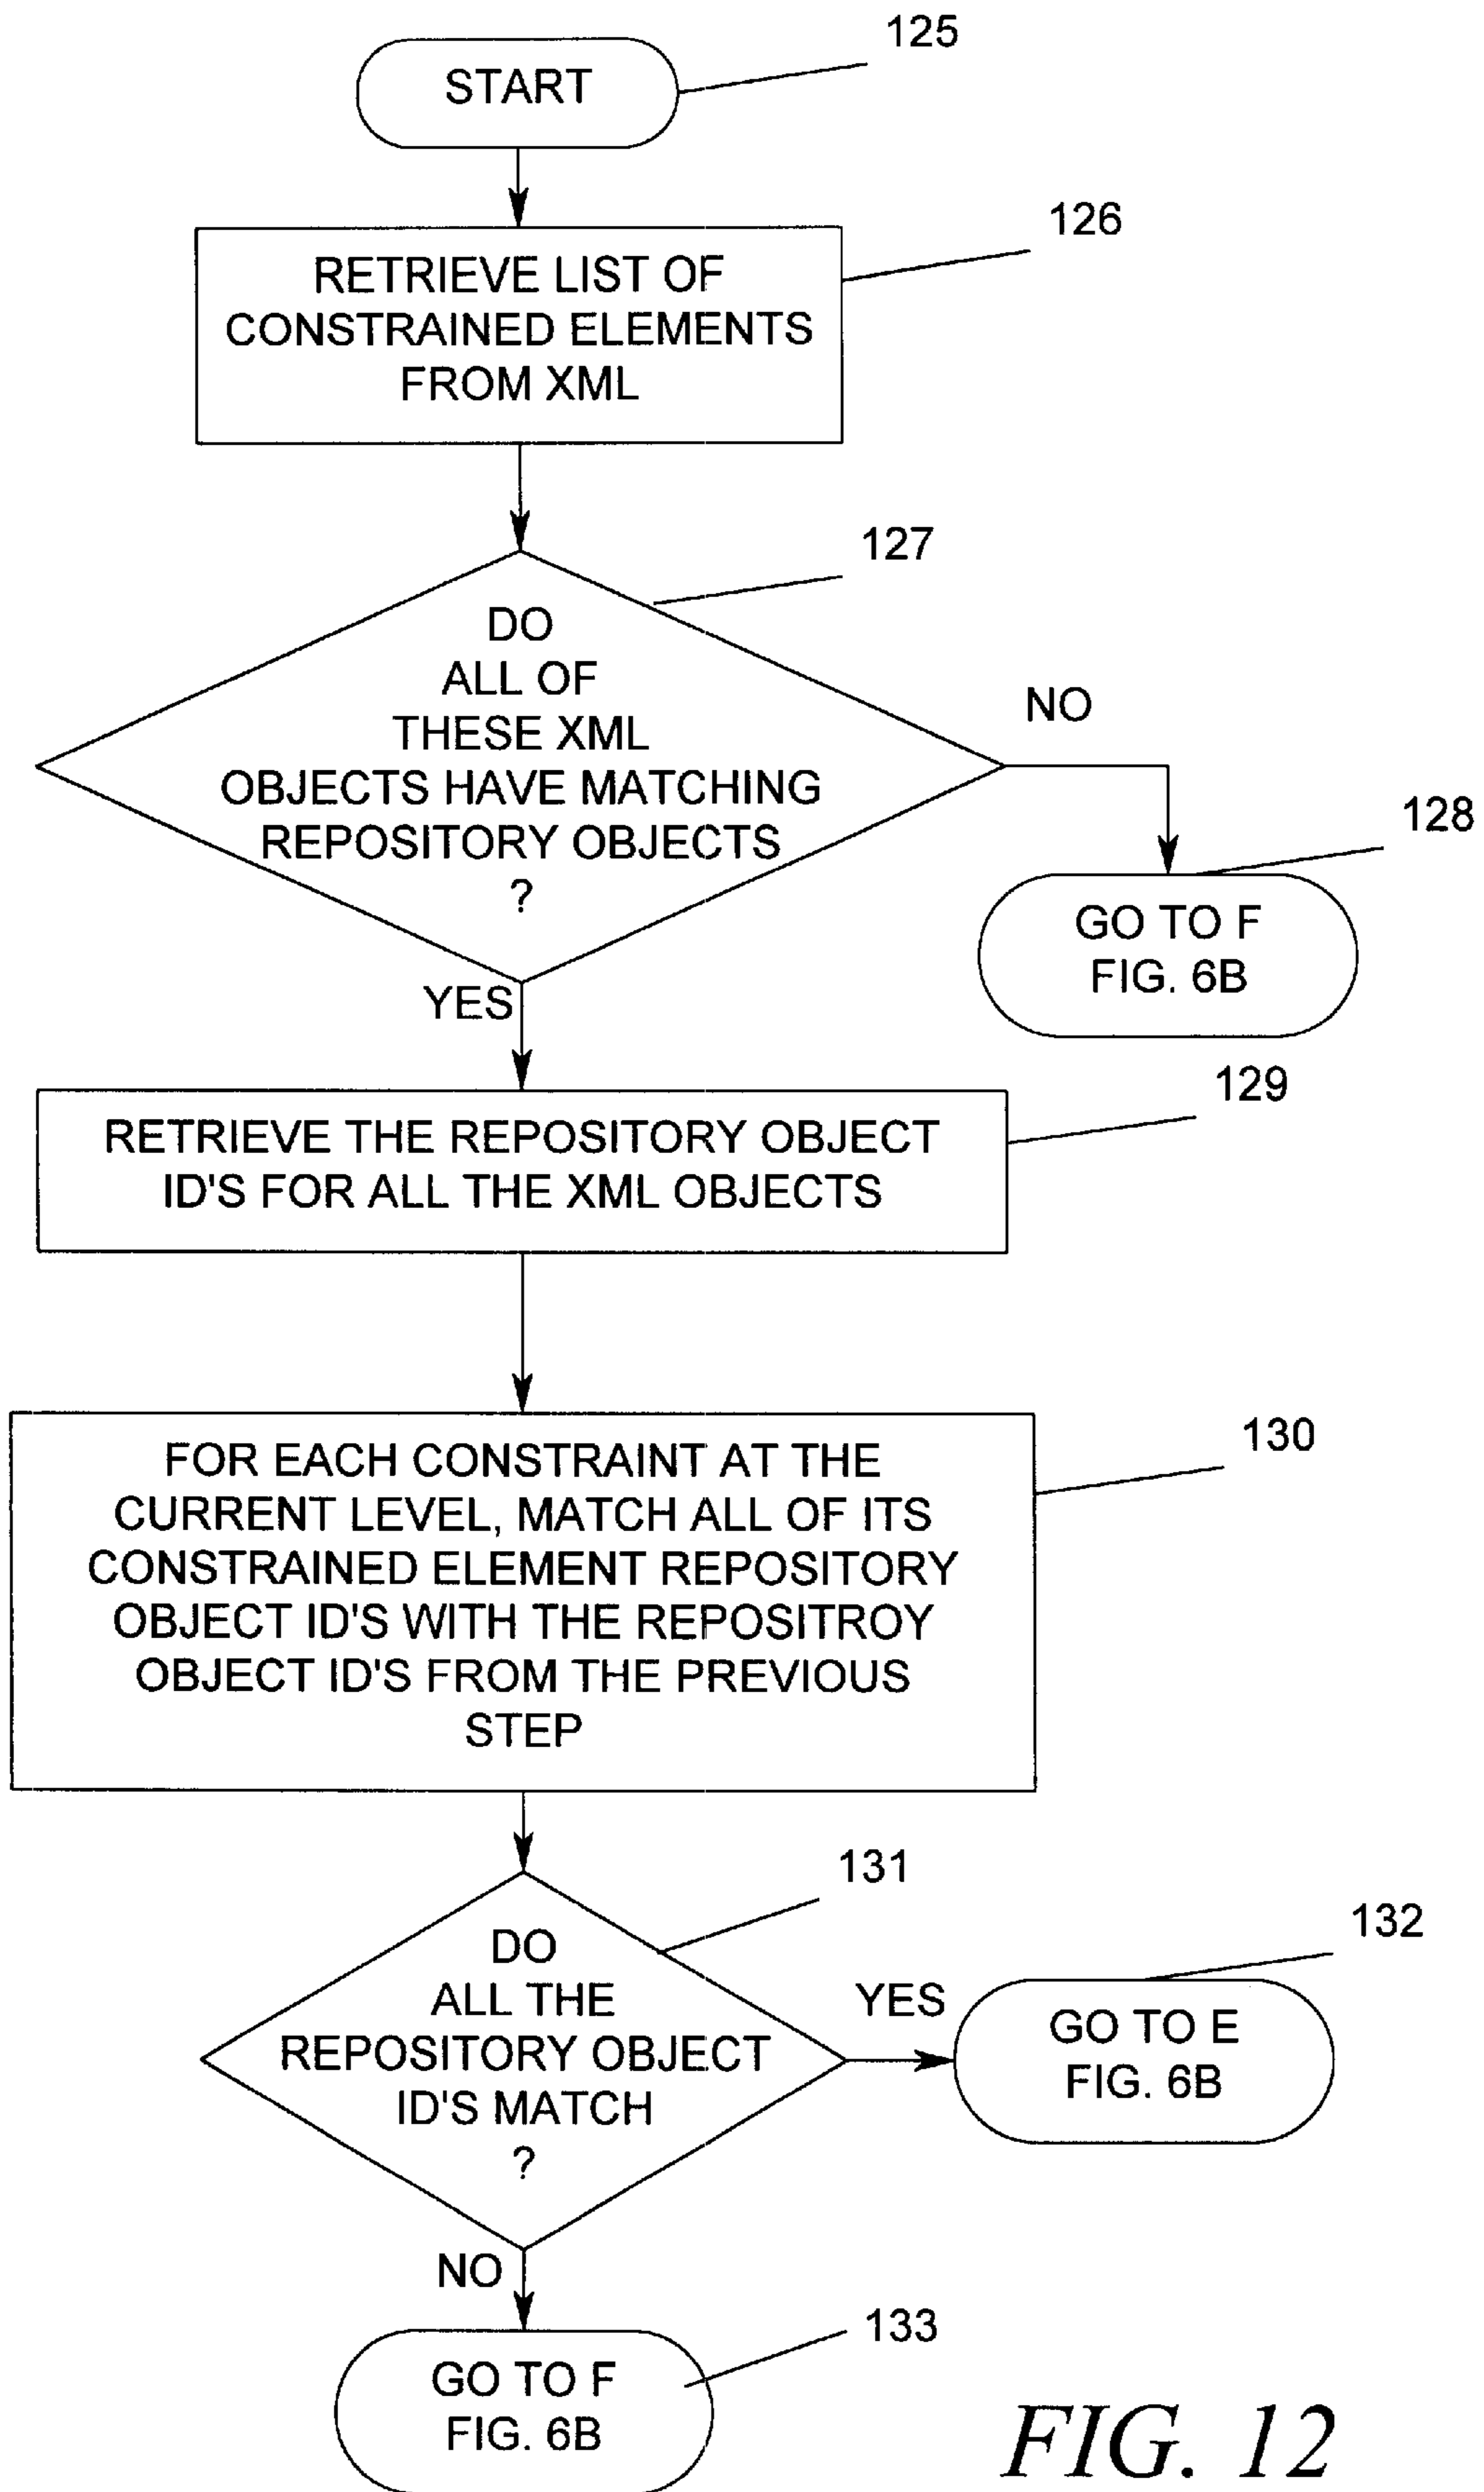 125
START
126
RETRIEVE LIST OF
CONSTRAINED ELEMENTS
FROM XML
127
DO
ALL OF
THESE XML
OBJECTS HAVE MATCHING
REPOSITORY OBJECTS
?
NO
128
GO TO F
FIG. 6B
YES
129
RETRIEVE THE REPOSITORY OBJECT
ID'S FOR ALL THE XML OBJECTS
130
FOR EACH CONSTRAINT AT THE
CURRENT LEVEL, MATCH ALL OF ITS
CONSTRAINED ELEMENT REPOSITORY
OBJECT ID'S WITH THE REPOSITROY
OBJECT ID'S FROM THE PREVIOUS
STEP
131
DO
ALL THE
REPOSITORY OBJECT
ID'S MATCH
?
YES
132
GO TO E
FIG. 6B
NO
133
GO TO F
FIG. 6B
FIG. 12